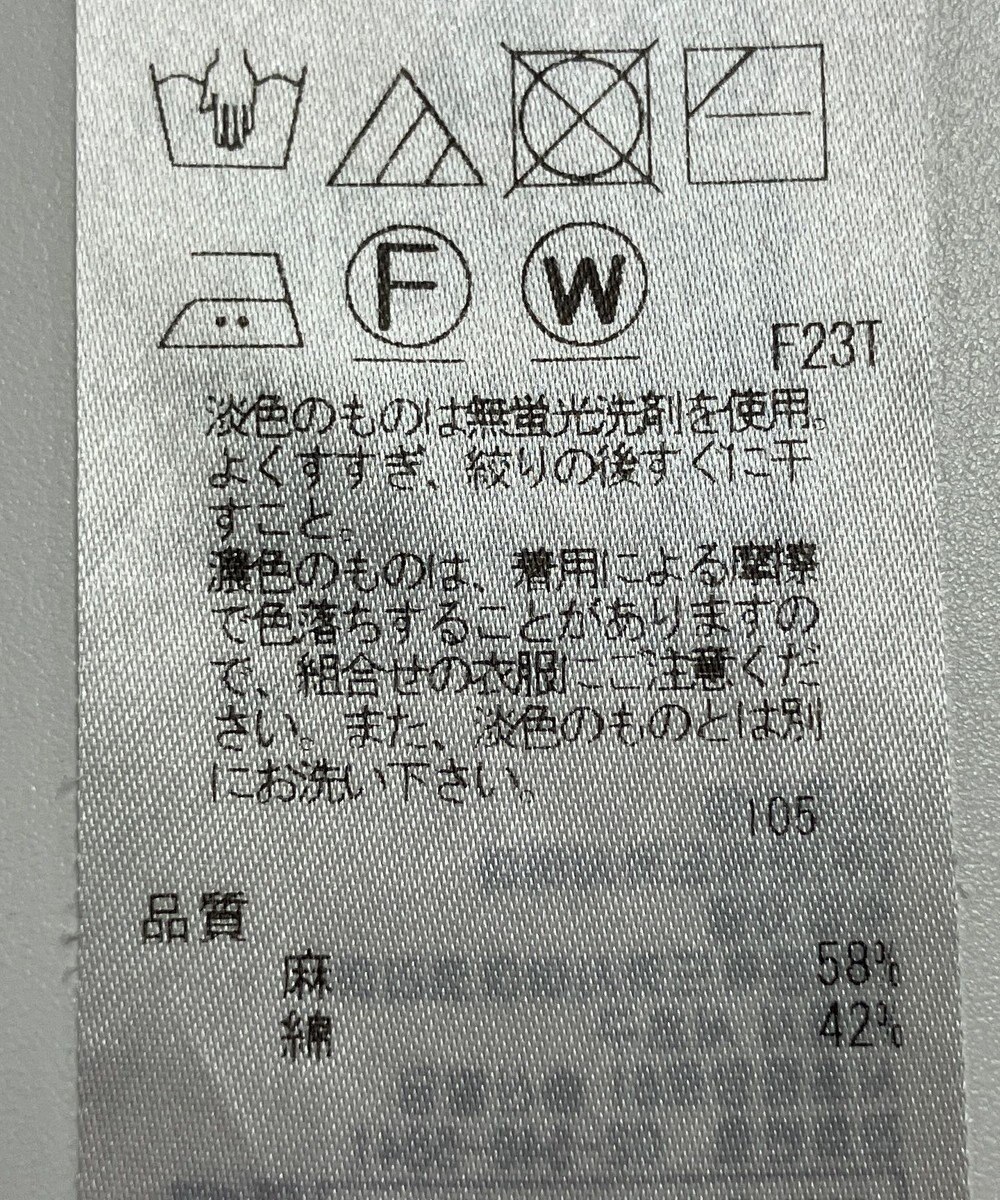 F W
F23T
淡色のものは無蛍光洗剤を使用。
よくすすぎ、絞りの後すぐに干
すこと。
濃色のものは、着用による摩擦
で色落ちすることがありますの
で、組合せの衣服にご注意くだ
さい。また、淡色のものとは別
にお洗い下さい。
105
品質
麻 58%
綿 42%